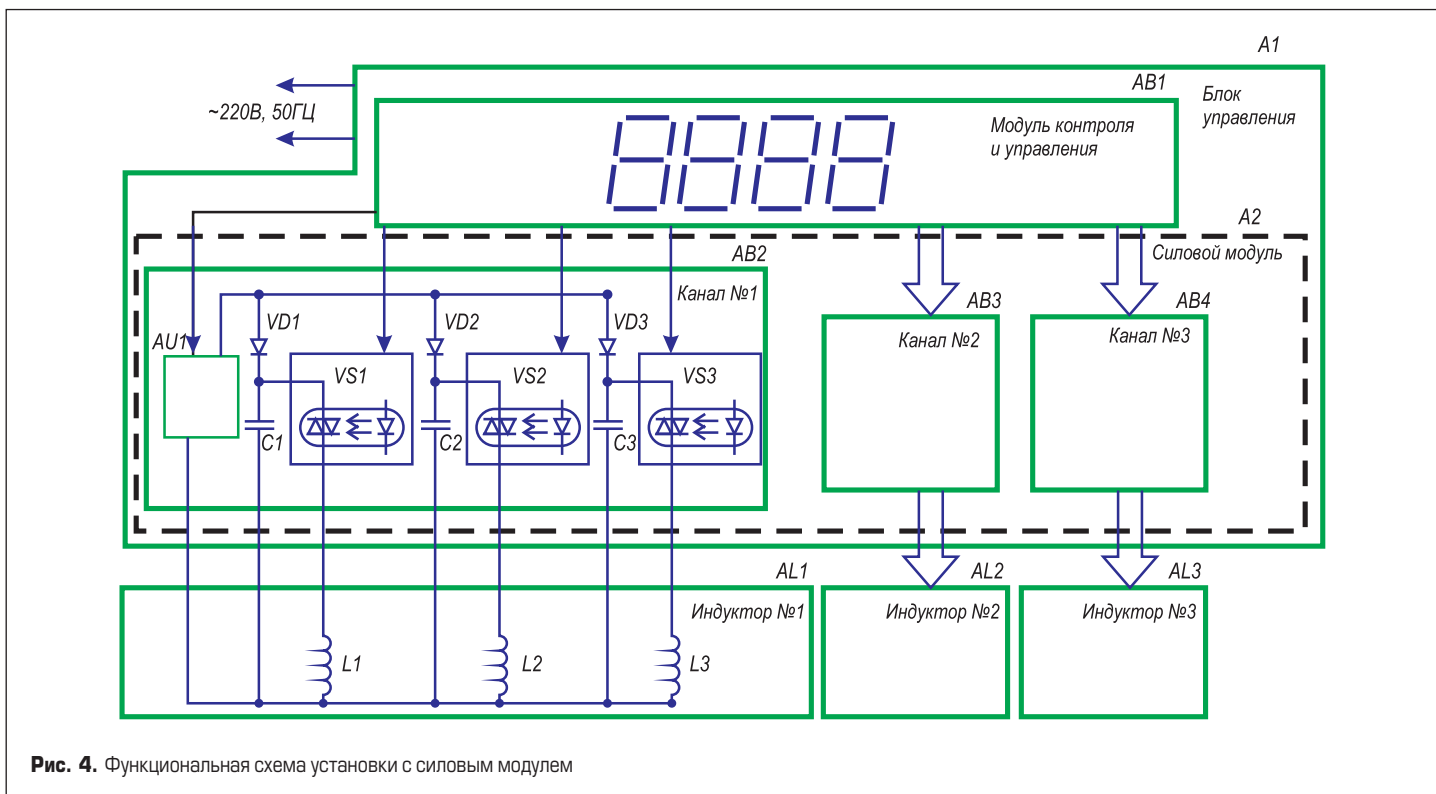 A1
AB1
Блок
управления
~220В, 50ГЦ
Модуль контроля
и управления
8888
A2
Силовой модуль
AB2
Канал №1
AB3
AB4
VD1
VD2
VD3
Канал №2
Канал №3
AU1
VS1
VS2
VS3
C1
C2
C3
AL1
AL2
AL3
Индуктор №1
Индуктор №2
Индуктор №3
L1
L2
L3
Рис. 4. Функциональная схема установки с силовым модулем